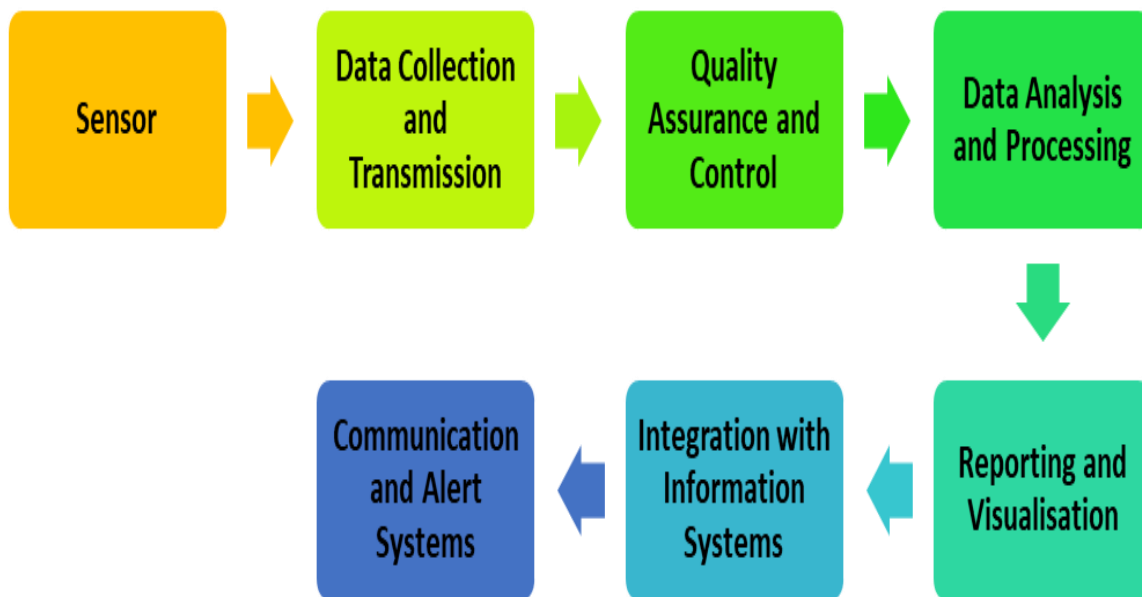 Sensor
Data Collection
and
Transmission
Quality
Assurance and
Control
Data Analysis
and Processing
Reporting and
Visualisation
Integration with
Information
Systems
Communication
and Alert
Systems